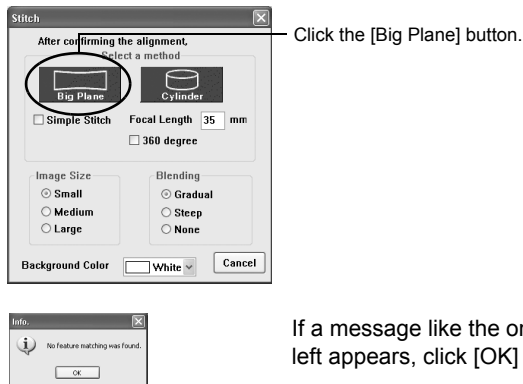 Stitch
Click the [Big Plane] button.
After confirming the alignment,
Select a method
Big Plane
Cylinder
Simple Stitch
Focal Length 35 mm
360 degree
Image Size
Blending
Small
Gradual
Medium
Steep
Large
None
Background Color White Cancel
Info.
No feature matching was found.
OK
If a message like the
left appears, click [OK]